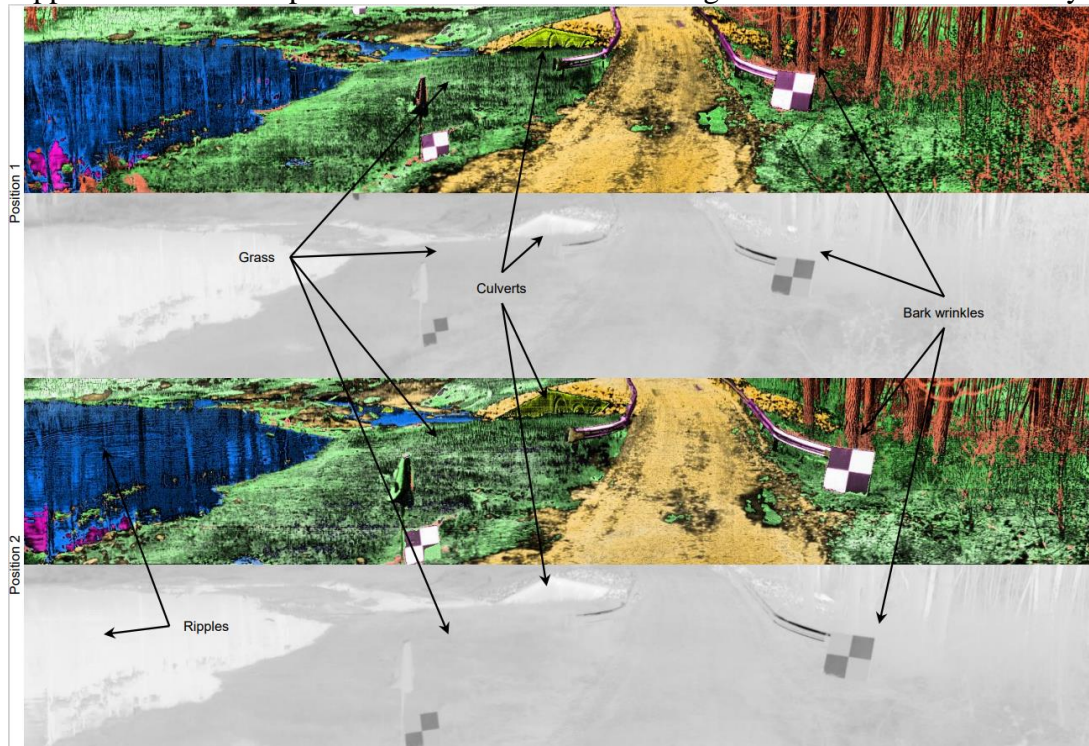 Position 1
Grass
Culverts
Bark wrinkles
Position 2
Ripples